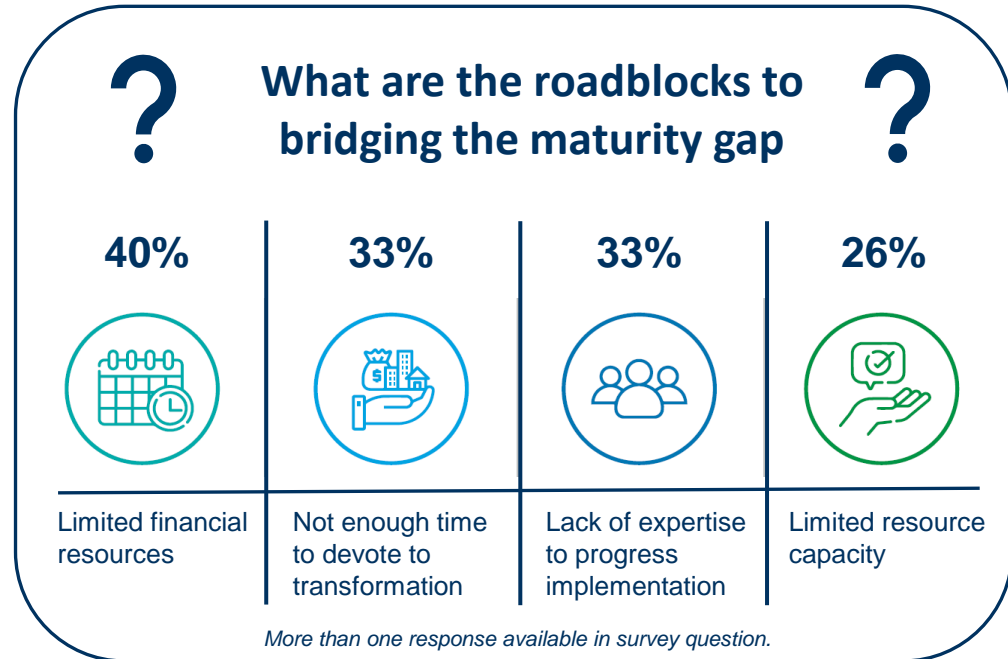 ? What are the roadblocks to ?
bridging the maturity gap
40% 33% 33% 26%
$
Limited financial
resources
Not enough time
to devote to
transformation
Lack of expertise
to progress
implementation
Limited resource
capacity
More than one response available in survey question.